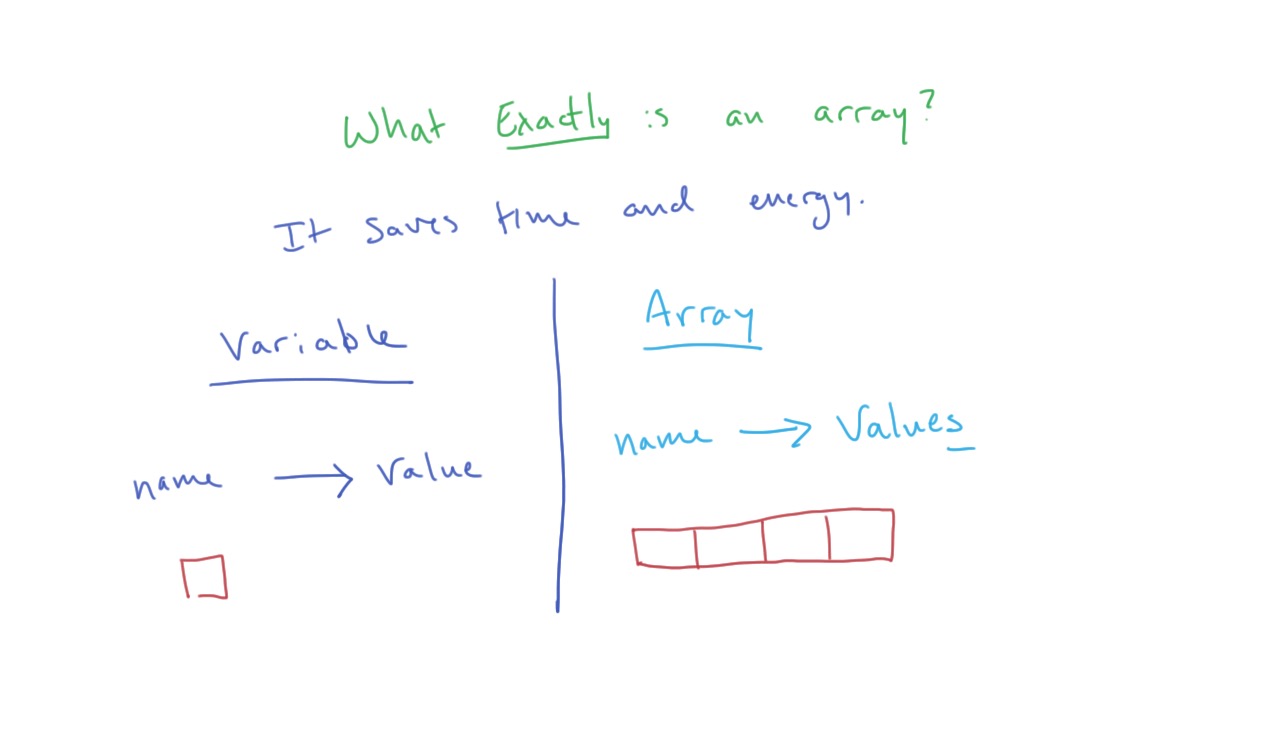 What Exactly is an array?
It saves time and energy.
Variable
name → Value
Array
name → Values